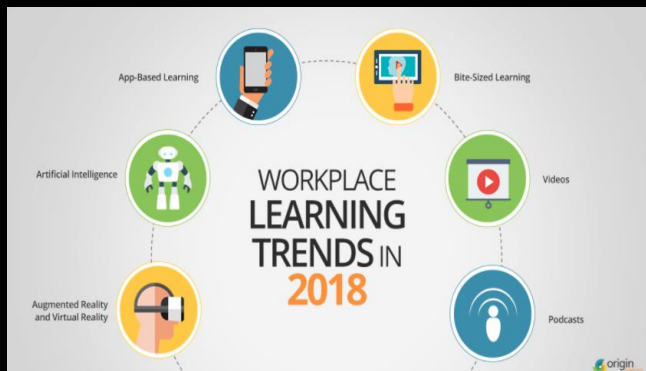 App-Based Learning
Bite-Sized Learning
Artificial Intelligence
Videos
WORKPLACE
LEARNING
TRENDS IN
2018
Augmented Reality
and Virtual Reality
Podcasts
origin